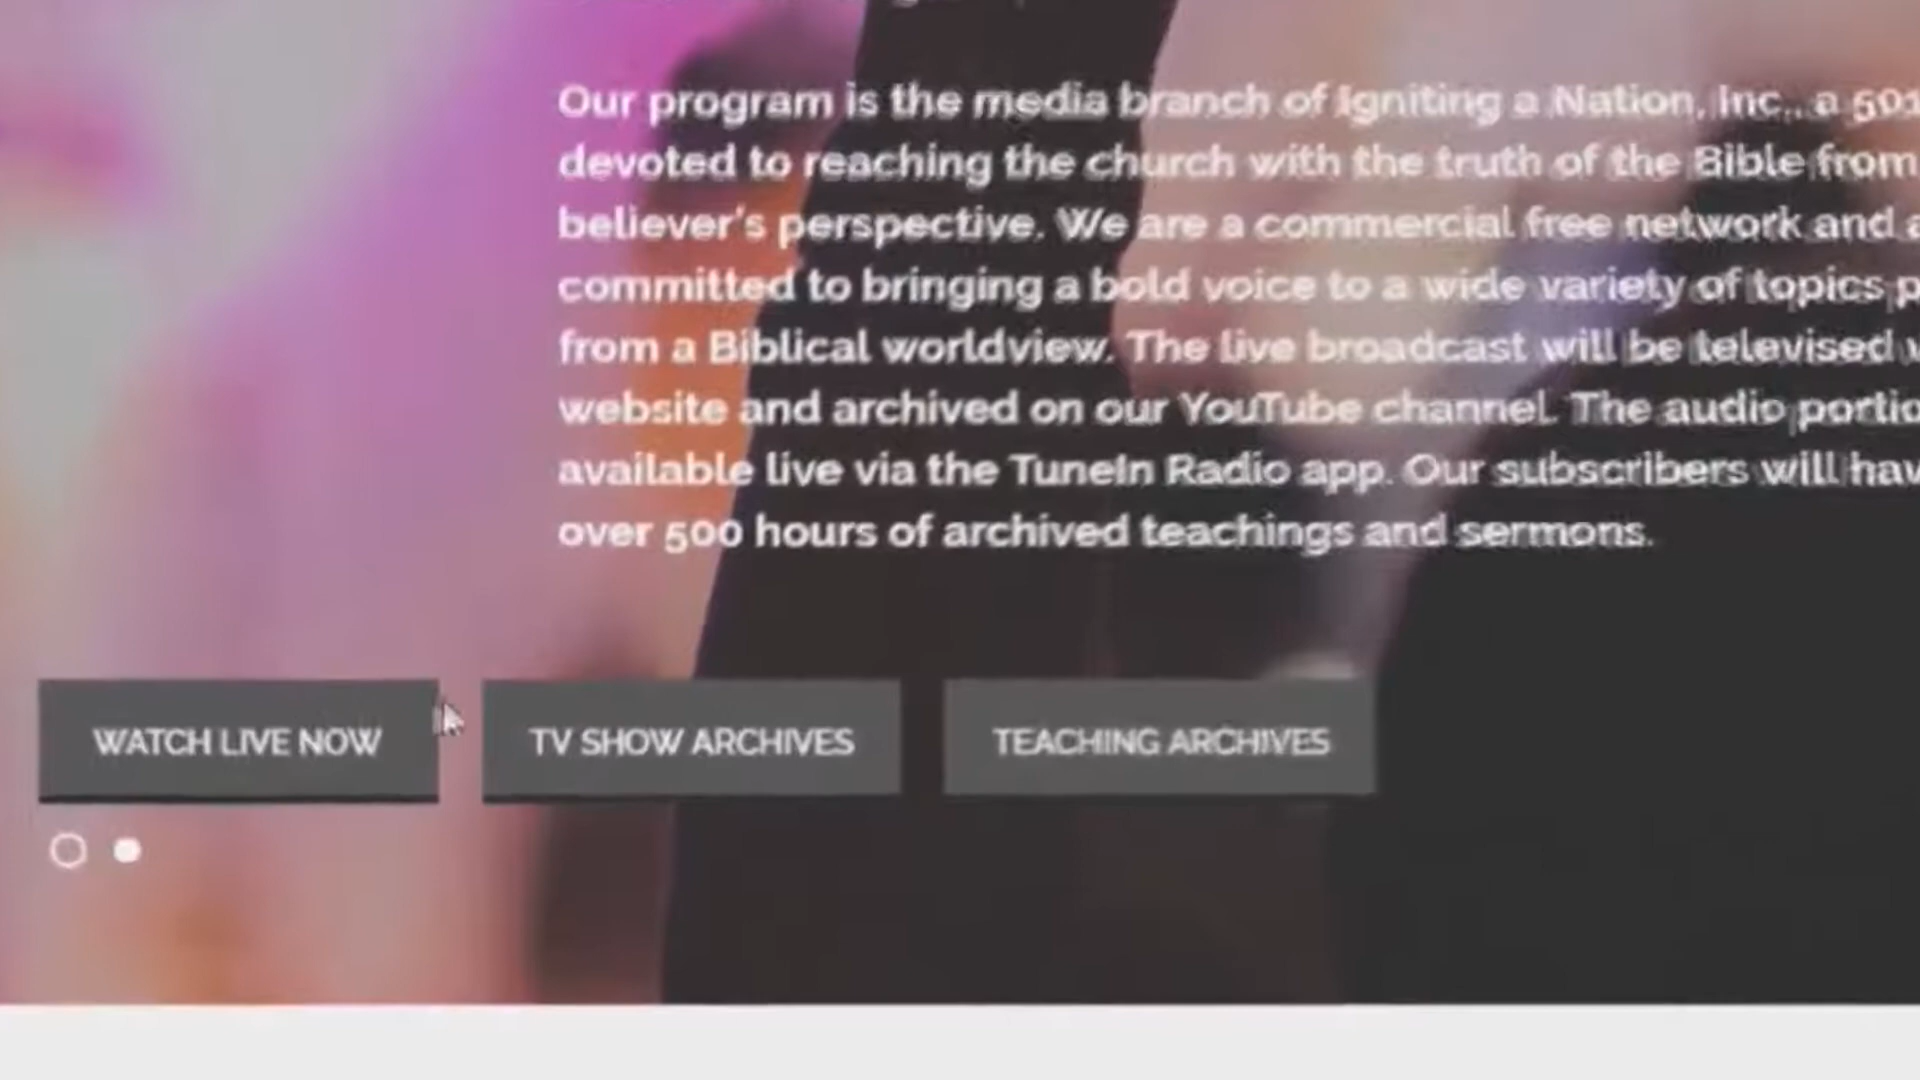 Our program is the media branch of Igniting a Nation, Inc., a 501
devoted to reaching the church with the truth of the Bible from
believer's perspective. We are a commercial free network and a
committed to bringing a bold voice to a wide variety of topics p
from a Biblical worldview. The live broadcast will be televised
website and archived on our YouTube channel. The audio portio
available live via the TuneIn Radio app. Our subscribers will hav
over 500 hours of archived teachings and sermons.
WATCH LIVE NOW
TV SHOW ARCHIVES
TEACHING ARCHIVES